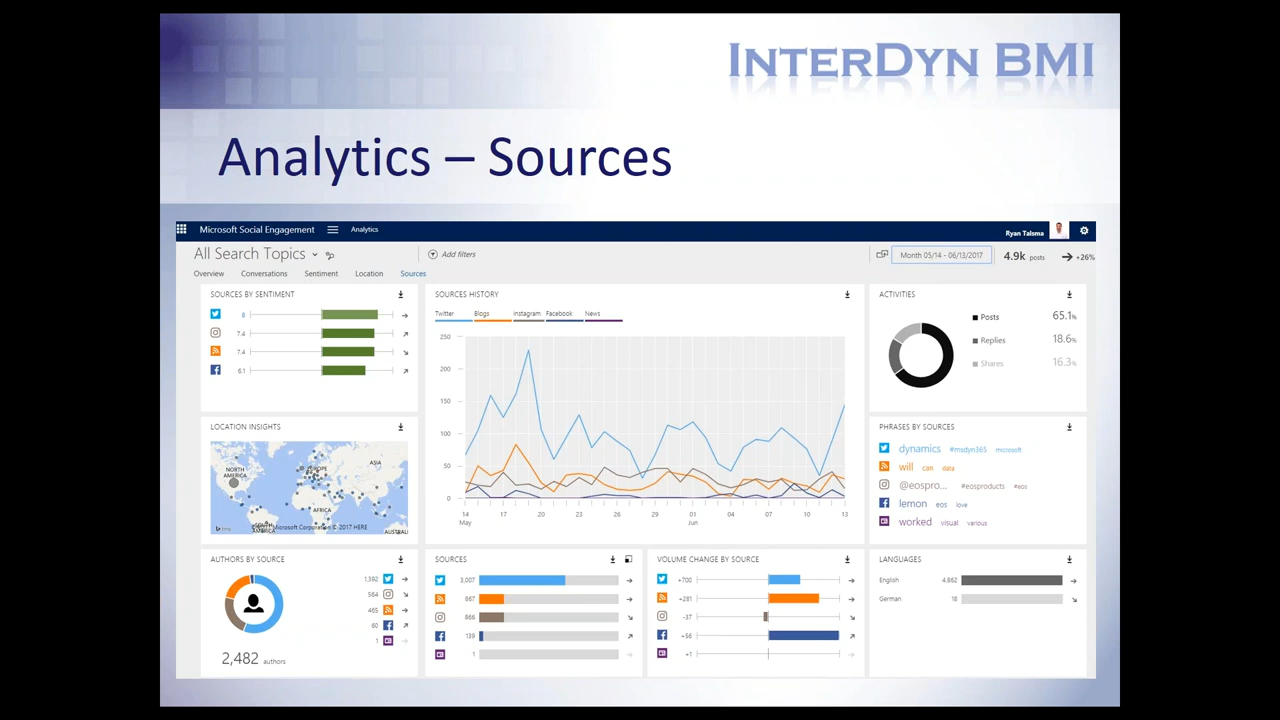 INTERDYN BMI
Analytics – Sources
Microsoft Social Engagement
Analytics
Ryan Talsma
All Search Topics
Add filters
Month 05/14 - 06/13/2017
4.9k posts
+26%
Overview Conversations Sentiment Location Sources
SOURCES BY SENTIMENT
8
7.4
7.4
6.1
SOURCES HISTORY
Twitter Blogs Instagram Facebook News
250
200
150
100
50
0
14 17 20 23 26 29 01 04 07 10 13
May Jun
ACTIVITIES
Posts 65.1%
Replies 18.6%
Shares 16.3%
LOCATION INSIGHTS
NORTH AMERICA
EUROPE
ASIA
AFRICA
SOUTH AMERICA
AUSTRAL
bing
Microsoft Corporation © 2017 HERE
PHRASES BY SOURCES
dynamics #msdyn365 microsoft
will can data
@eospro... #eosproducts #eos
lemon eos love
worked visual various
AUTHORS BY SOURCE
1,392
564
465
60
1
2,482 authors
SOURCES
3,007
867
866
139
1
VOLUME CHANGE BY SOURCE
+700
+281
-37
+56
+1
LANGUAGES
English 4,862
German 18